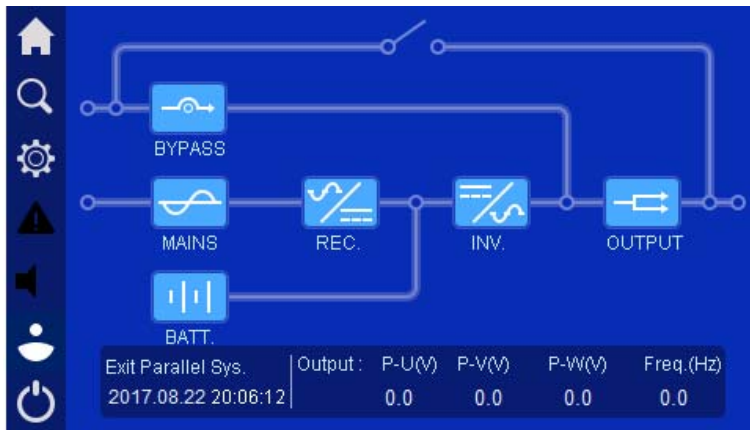 BYPASS
MAINS
REC.
INV.
OUTPUT
BATT.
Exit Parallel Sys.
2017.08.22 20:06:12
Output : P-U(V) P-V(V) P-W(V) Freq.(Hz)
0.0 0.0 0.0 0.0